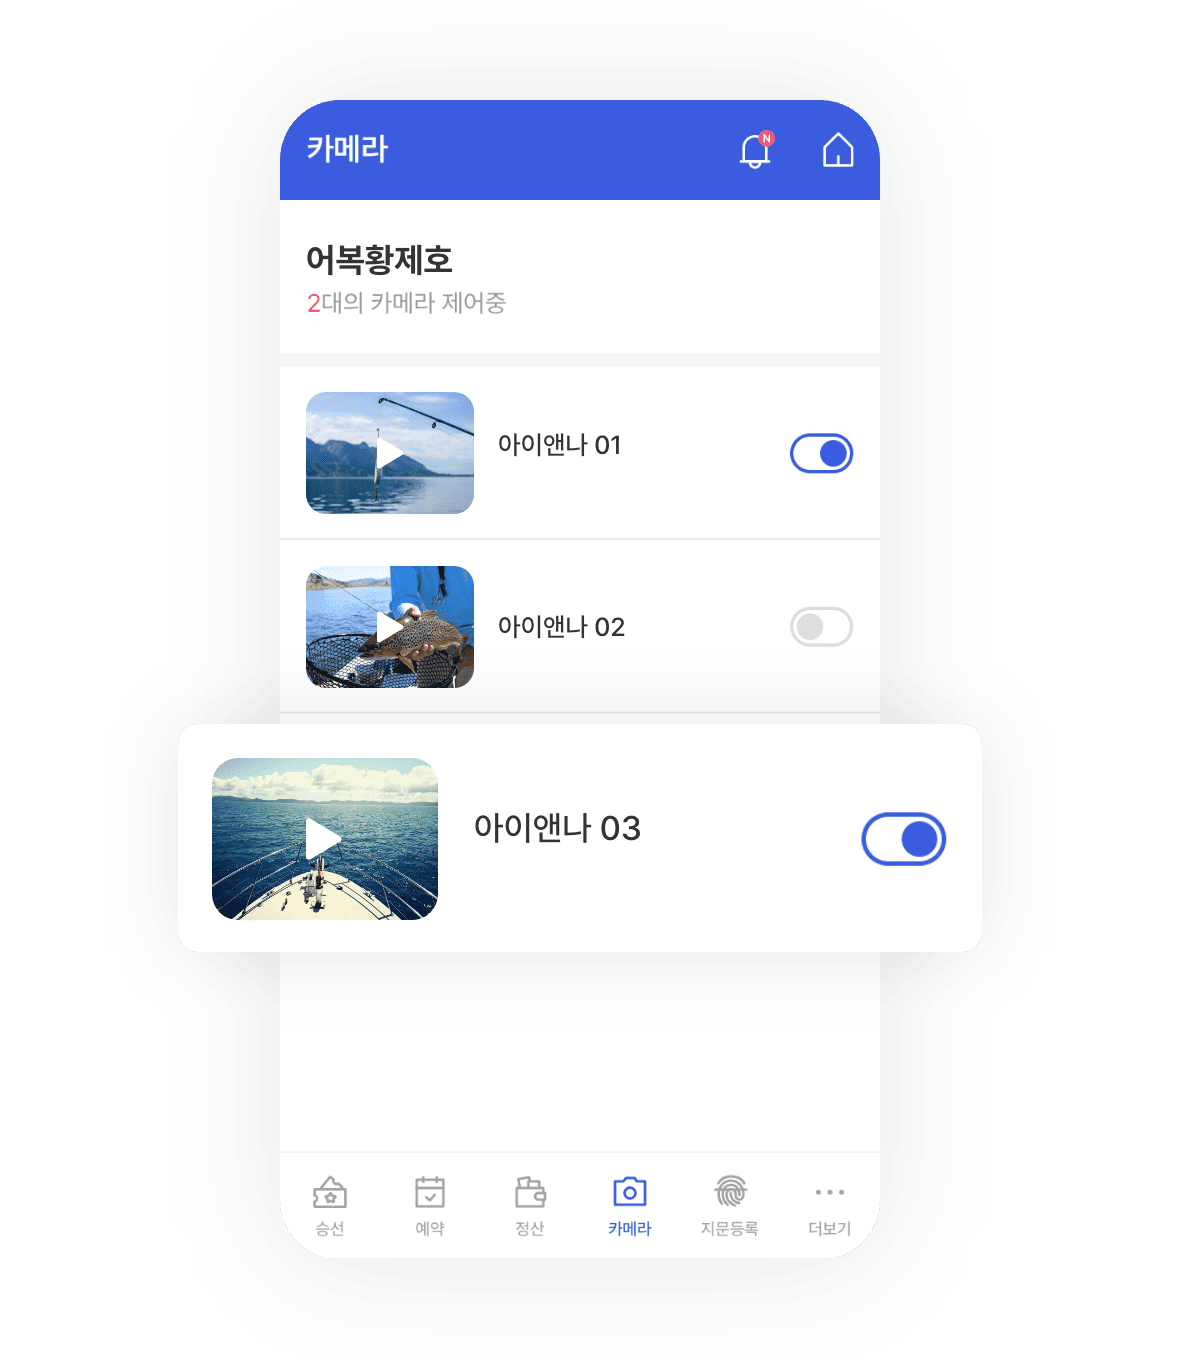 카메라
N
어복황제호
2대의 카메라 제어중
아이앤나 01
아이앤나 02
아이앤나 03
승선
예약
정산
카메라
지문등록
더보기